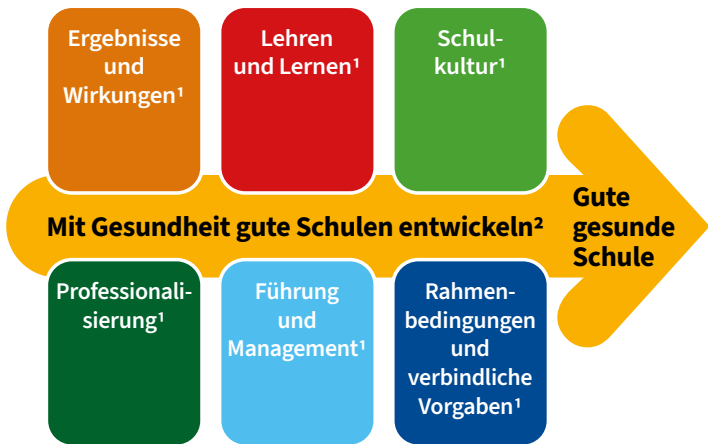 Ergebnisse
und
Wirkungen¹
Lehren
und Lernen¹
Schul-
kultur¹
Mit Gesundheit gute Schulen entwickeln²
Gute
gesunde
Schule
Professionali-
sierung¹
Führung
und
Management¹
Rahmen-
bedingungen
und
verbindliche
Vorgaben¹